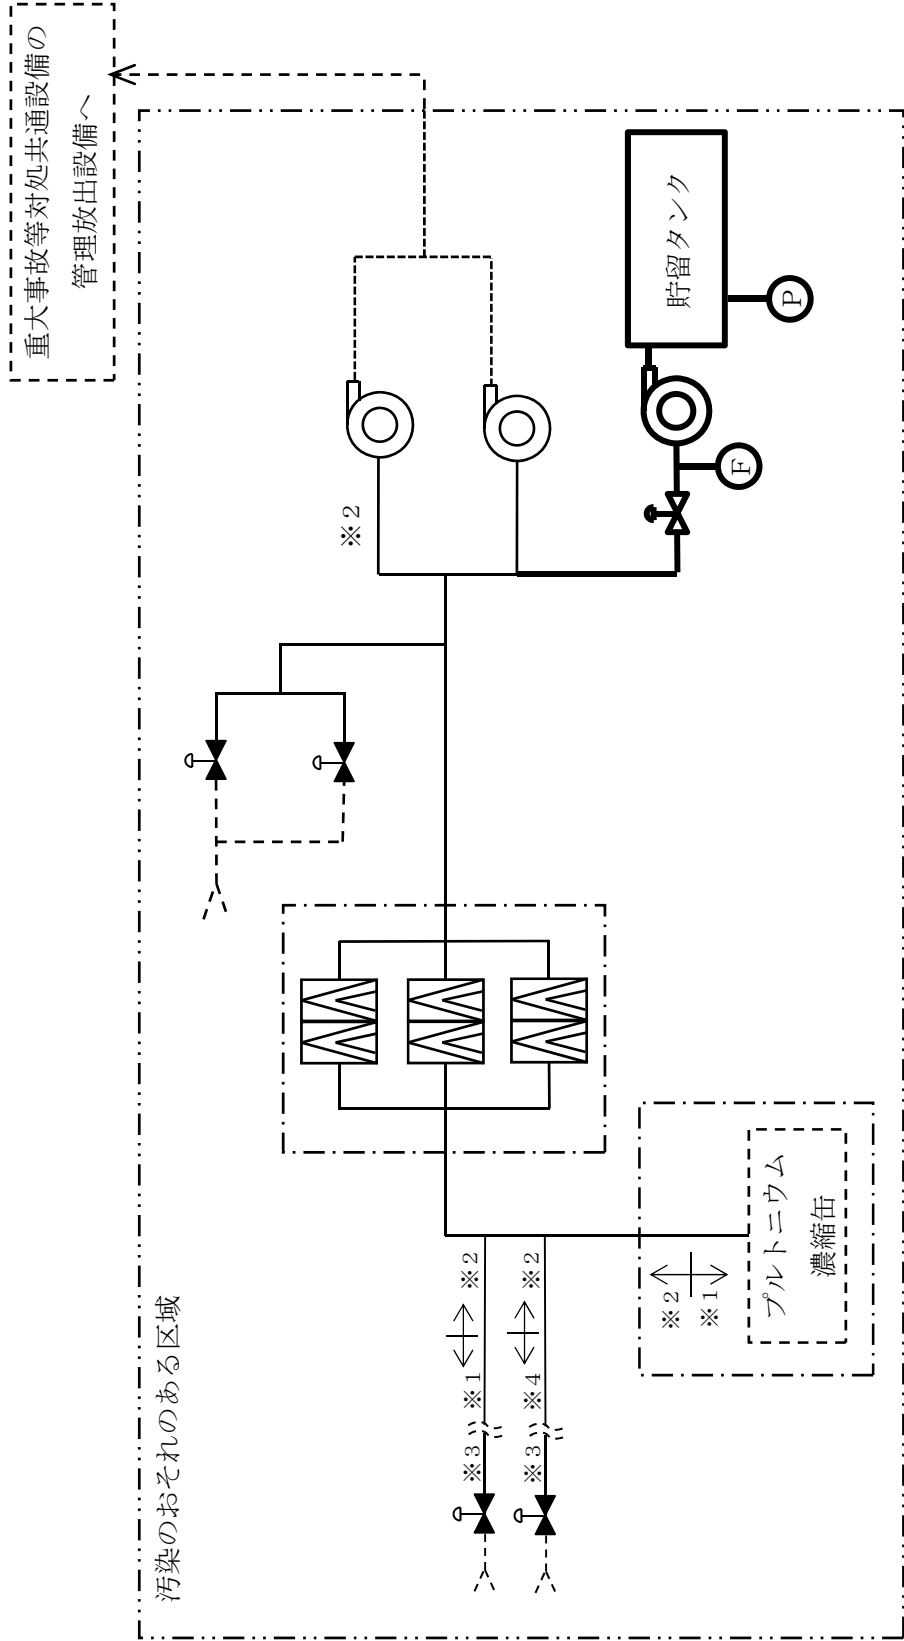 重大事故等対処共通設備の
管理放出設備へ
汚染のおそれのある区域
※3
※1
※2
※3
※4
※2
※2
※1
プルトニウム
濃縮缶
※2
貯留タンク
F
P